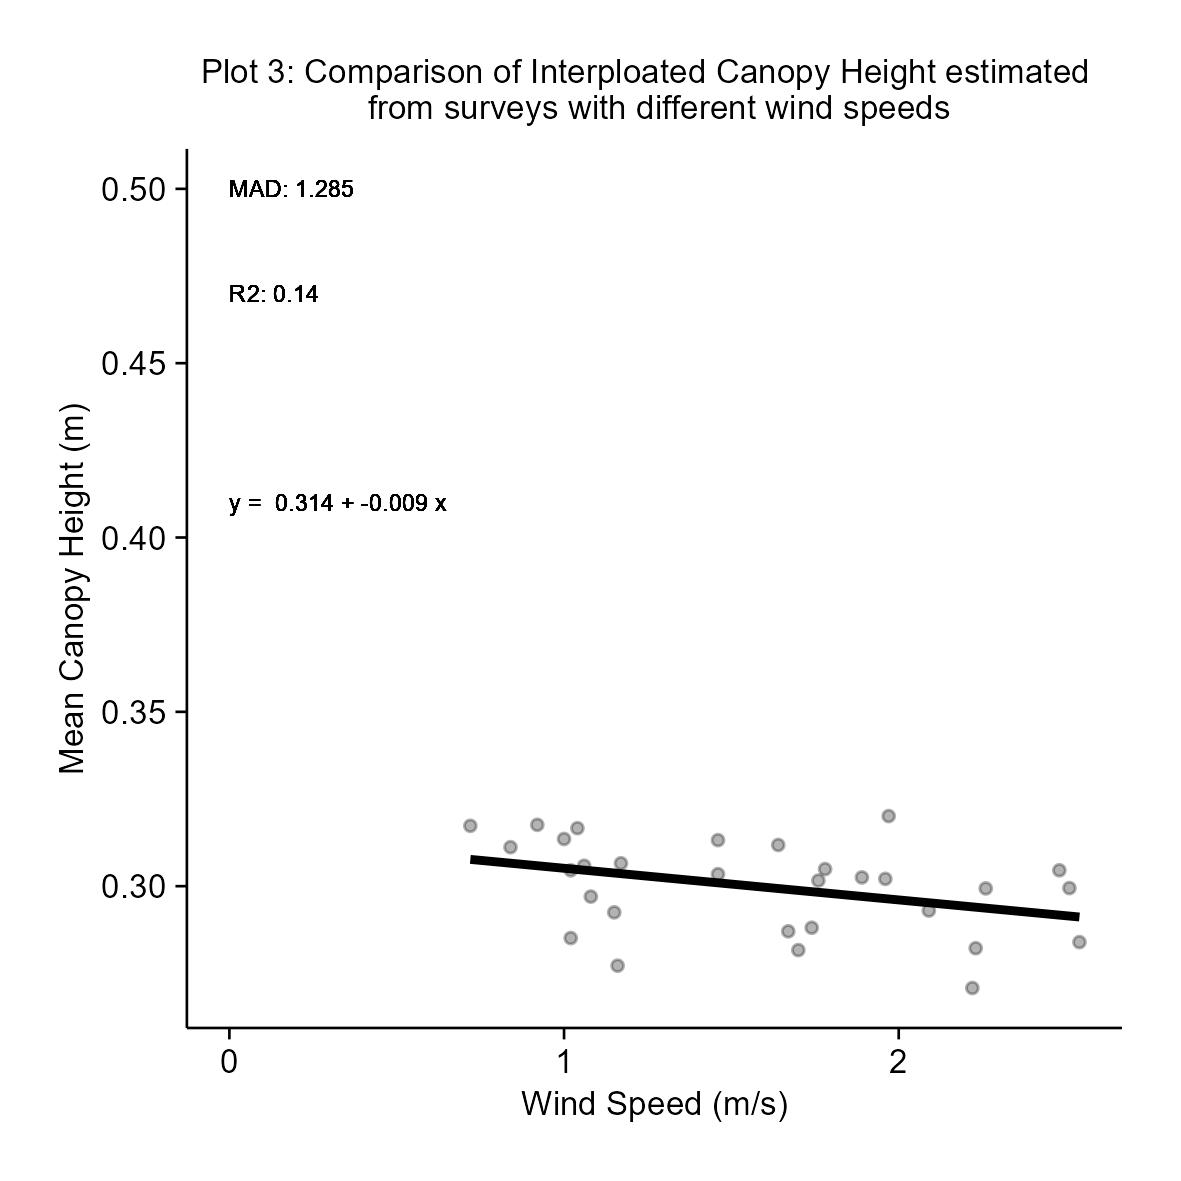 Plot 3: Comparison of Interploated Canopy Height estimated
from surveys with different wind speeds
0.50
MAD: 1.285
R2: 0.14
0.45
y =  0.314 + -0.009 x
0.40
Mean Canopy Height (m)
0.35
0.30
0
1
2
Wind Speed (m/s)